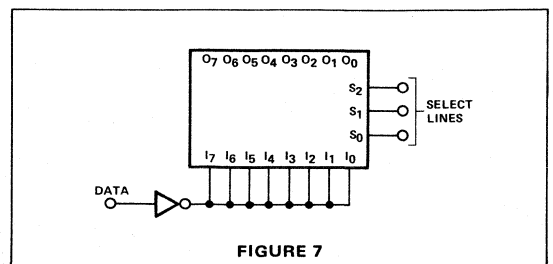 O7 O6 O5 O4 O3 O2 O1 O0
S2
S1
S0
SELECT
LINES
I7 I6 I5 I4 I3 I2 I1 I0
DATA
FIGURE 7